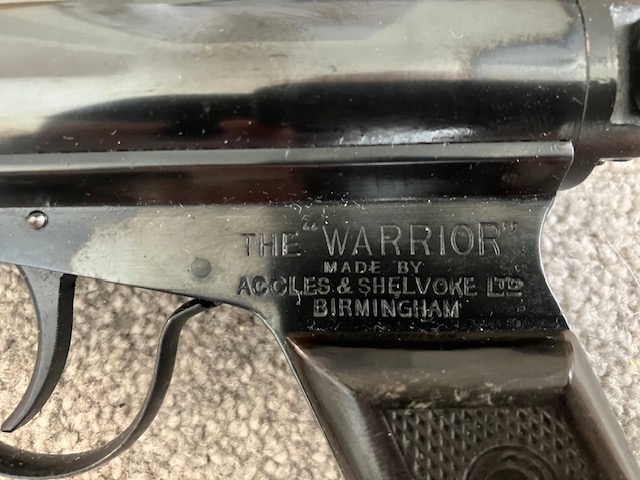 THE "WARRIOR"
MADE BY
ACCLES & SHELVOKE LTD
BIRMINGHAM